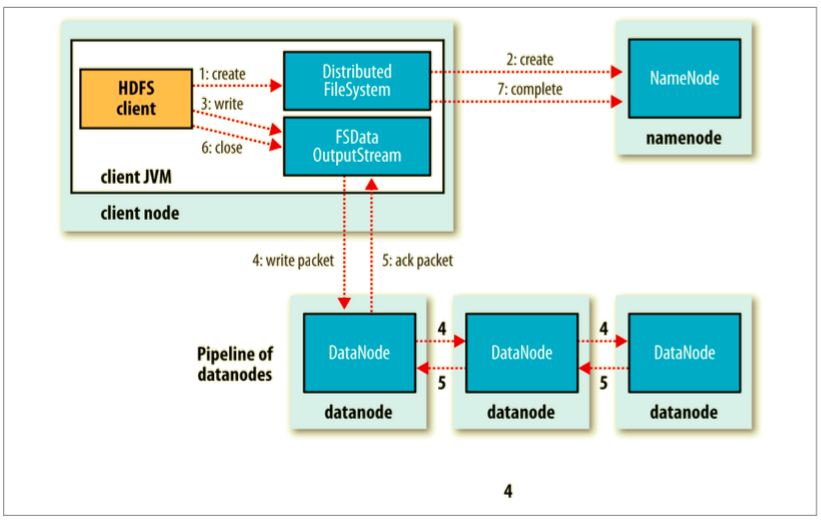 HDFS
client
1: create
3: write
6: close
Distributed
FileSystem
FSData
OutputStream
client JVM
client node
2: create
7: complete
NameNode
namenode
4: write packet
5: ack packet
Pipeline of
datanodes
DataNode
datanode
4
5
DataNode
datanode
4
5
DataNode
datanode
4